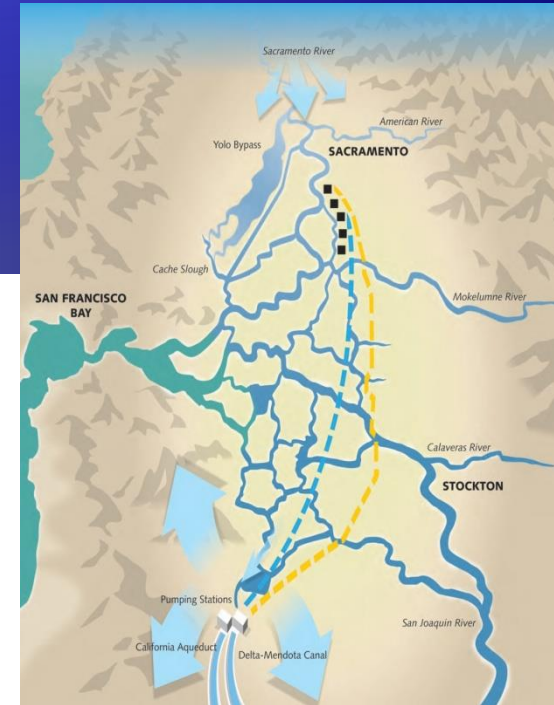 Sacramento River
American River
Yolo Bypass
SACRAMENTO
Cache Slough
SAN FRANCISCO
BAY
Mokelumne River
Calaveras River
STOCKTON
Pumping Stations
San Joaquin River
California Aqueduct
Delta-Mendota Canal